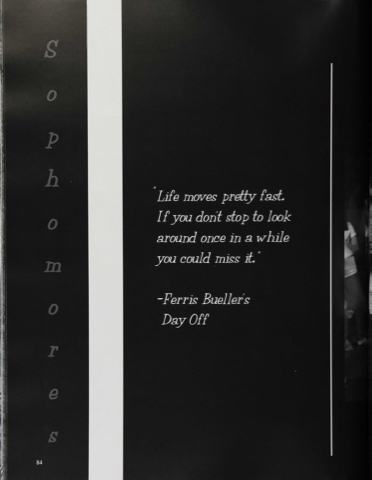 Sophomores
"Life moves pretty fast.
If you don't stop to look
around once in a while
you could miss it."
-Ferris Bueller's
Day Off
84